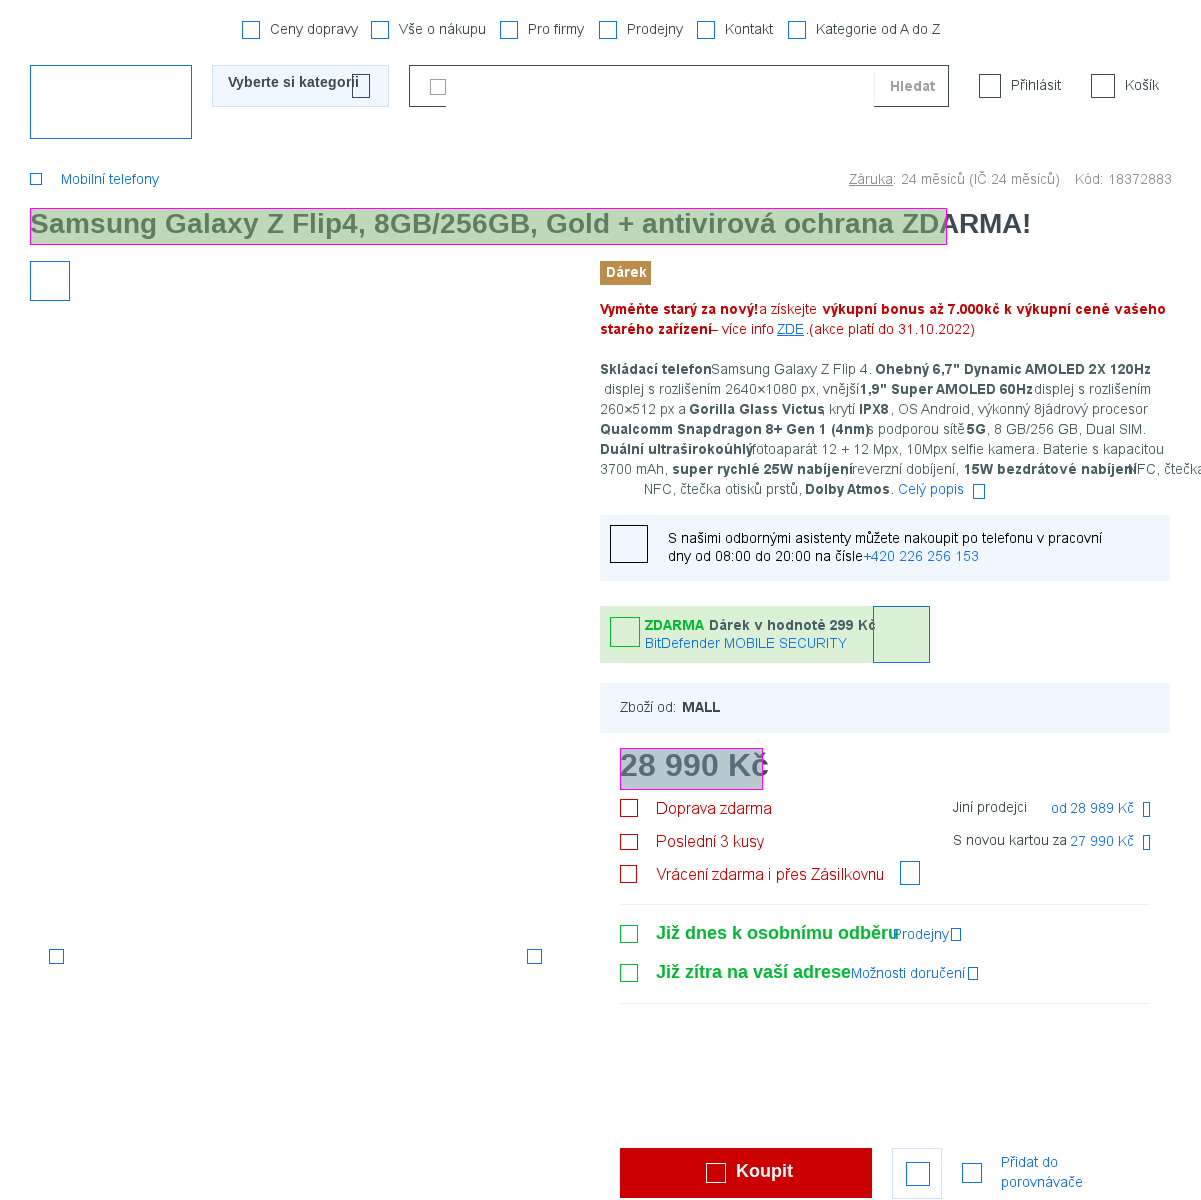 Ceny dopravy Vše o nákupu Pro firmy Prodejny Kontakt Kategorie od A do Z
Vyberte si kategorii Hledat Přihlásit Košík
Mobilní telefony Záruka: 24 měsíců (IČ 24 měsíců) Kód: 18372883
Samsung Galaxy Z Flip4, 8GB/256GB, Gold + antivirová ochrana ZDARMA!
Dárek
Vyměňte starý za nový! a získejte výkupní bonus až 7.000kč k výkupní ceně vašeho
starého zařízení – více info ZDE.(akce platí do 31.10.2022)
Skládací telefon Samsung Galaxy Z Flip 4. Ohebný 6,7" Dynamic AMOLED 2X 120Hz
displej s rozlišením 2640×1080 px, vnější 1,9" Super AMOLED 60Hz displej s rozlišením
260×512 px a Gorilla Glass Victus, krytí IPX8, OS Android, výkonný 8jádrový procesor
Qualcomm Snapdragon 8+ Gen 1 (4nm) s podporou sítě 5G, 8 GB/256 GB, Dual SIM.
Duální ultraširokoúhlý fotoaparát 12 + 12 Mpx, 10Mpx selfie kamera. Baterie s kapacitou
3700 mAh, super rychlé 25W nabíjení reverzní dobíjení, 15W bezdrátové nabíjení NFC, čtečka
NFC, čtečka otisků prstů, Dolby Atmos. Celý popis
S našimi odbornými asistenty můžete nakoupit po telefonu v pracovní
dny od 08:00 do 20:00 na čísle +420 226 256 153
ZDARMA Dárek v hodnotě 299 Kč
BitDefender MOBILE SECURITY
Zboží od: MALL
28 990 Kč
Doprava zdarma Jiní prodejci od 28 989 Kč
Poslední 3 kusy S novou kartou za 27 990 Kč
Vrácení zdarma i přes Zásilkovnu
Již dnes k osobnímu odběru Prodejny
Již zítra na vaší adrese Možnosti doručení
Koupit Přidat do
porovnávače